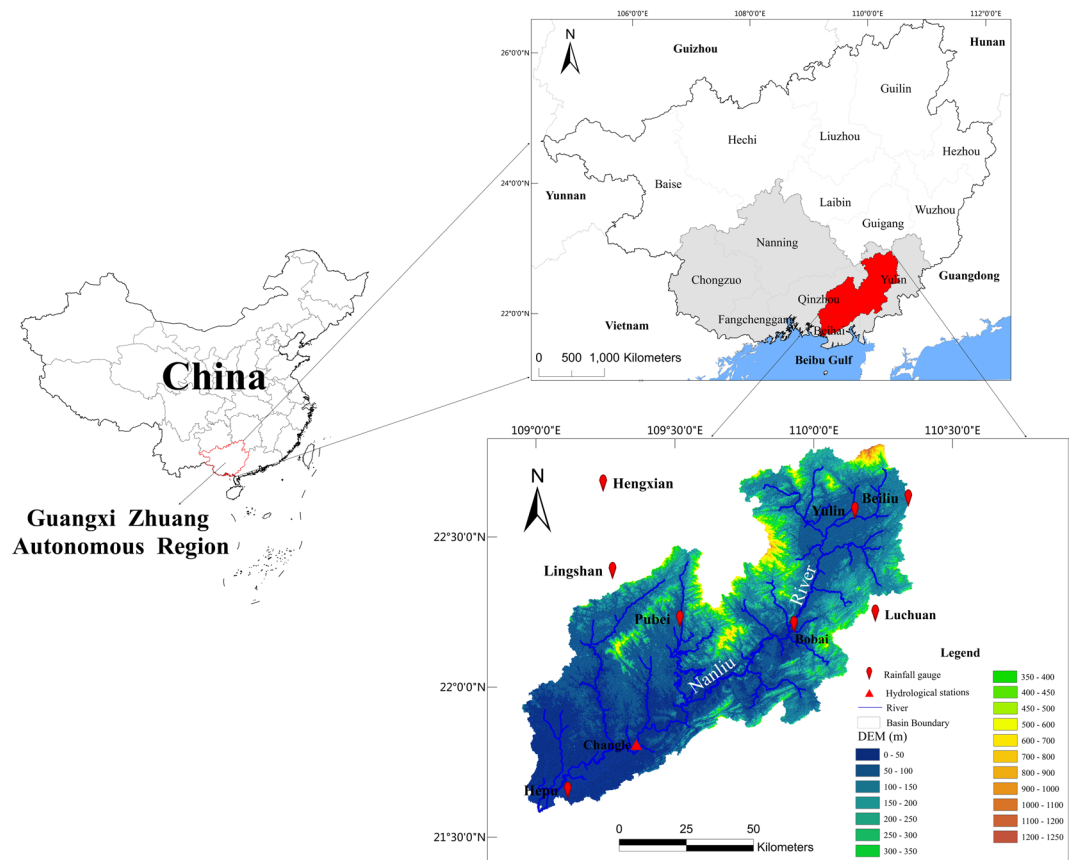 106°0'0"E 108°0'0"E 110°0'0"E 112°0'0"E
26°0'0"N
24°0'0"N
22°0'0"N
N
Guizhou
Hunan
Guilin
Hechi
Liuzhou
Hezhou
Baise
Yunnan
Laibin
Wuzhou
Guigang
Nanning
Chongzuo
Guangdong
Yulin
Qinzhou
Fangchenggang
Vietnam
Beihai
Beibu Gulf
0 500 1,000 Kilometers
China
Guangxi Zhuang
Autonomous Region
109°0'0"E 109°30'0"E 110°0'0"E 110°30'0"E
22°30'0"N
22°0'0"N
21°30'0"N
N
Hengxian
Beiliu
Yulin
Lingshan
River
Pubei
Luchuan
Bobai
Nanliu
Changle
Hepu
0 25 50
Kilometers
Legend
Rainfall gauge
Hydrological stations
River
Basin Boundary
DEM (m)
0 - 50
50 - 100
100 - 150
150 - 200
200 - 250
250 - 300
300 - 350
350 - 400
400 - 450
450 - 500
500 - 600
600 - 700
700 - 800
800 - 900
900 - 1000
1000 - 1100
1100 - 1200
1200 - 1250